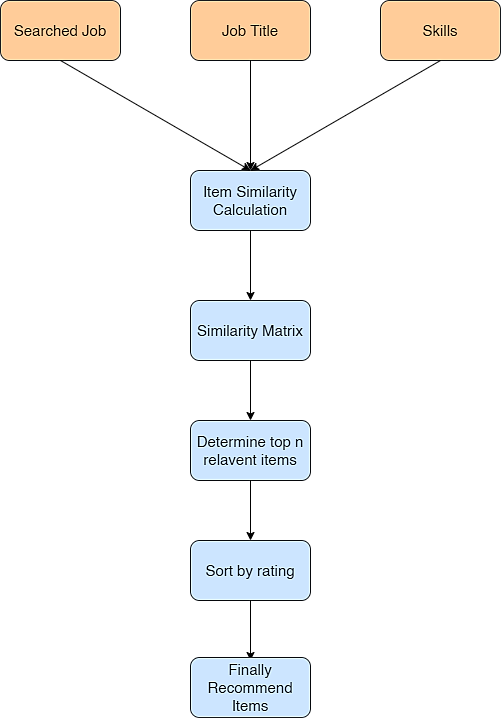 Searched Job
Job Title
Skills
Item Similarity
Calculation
Similarity Matrix
Determine top n
relavent items
Sort by rating
Finally
Recommend
Items